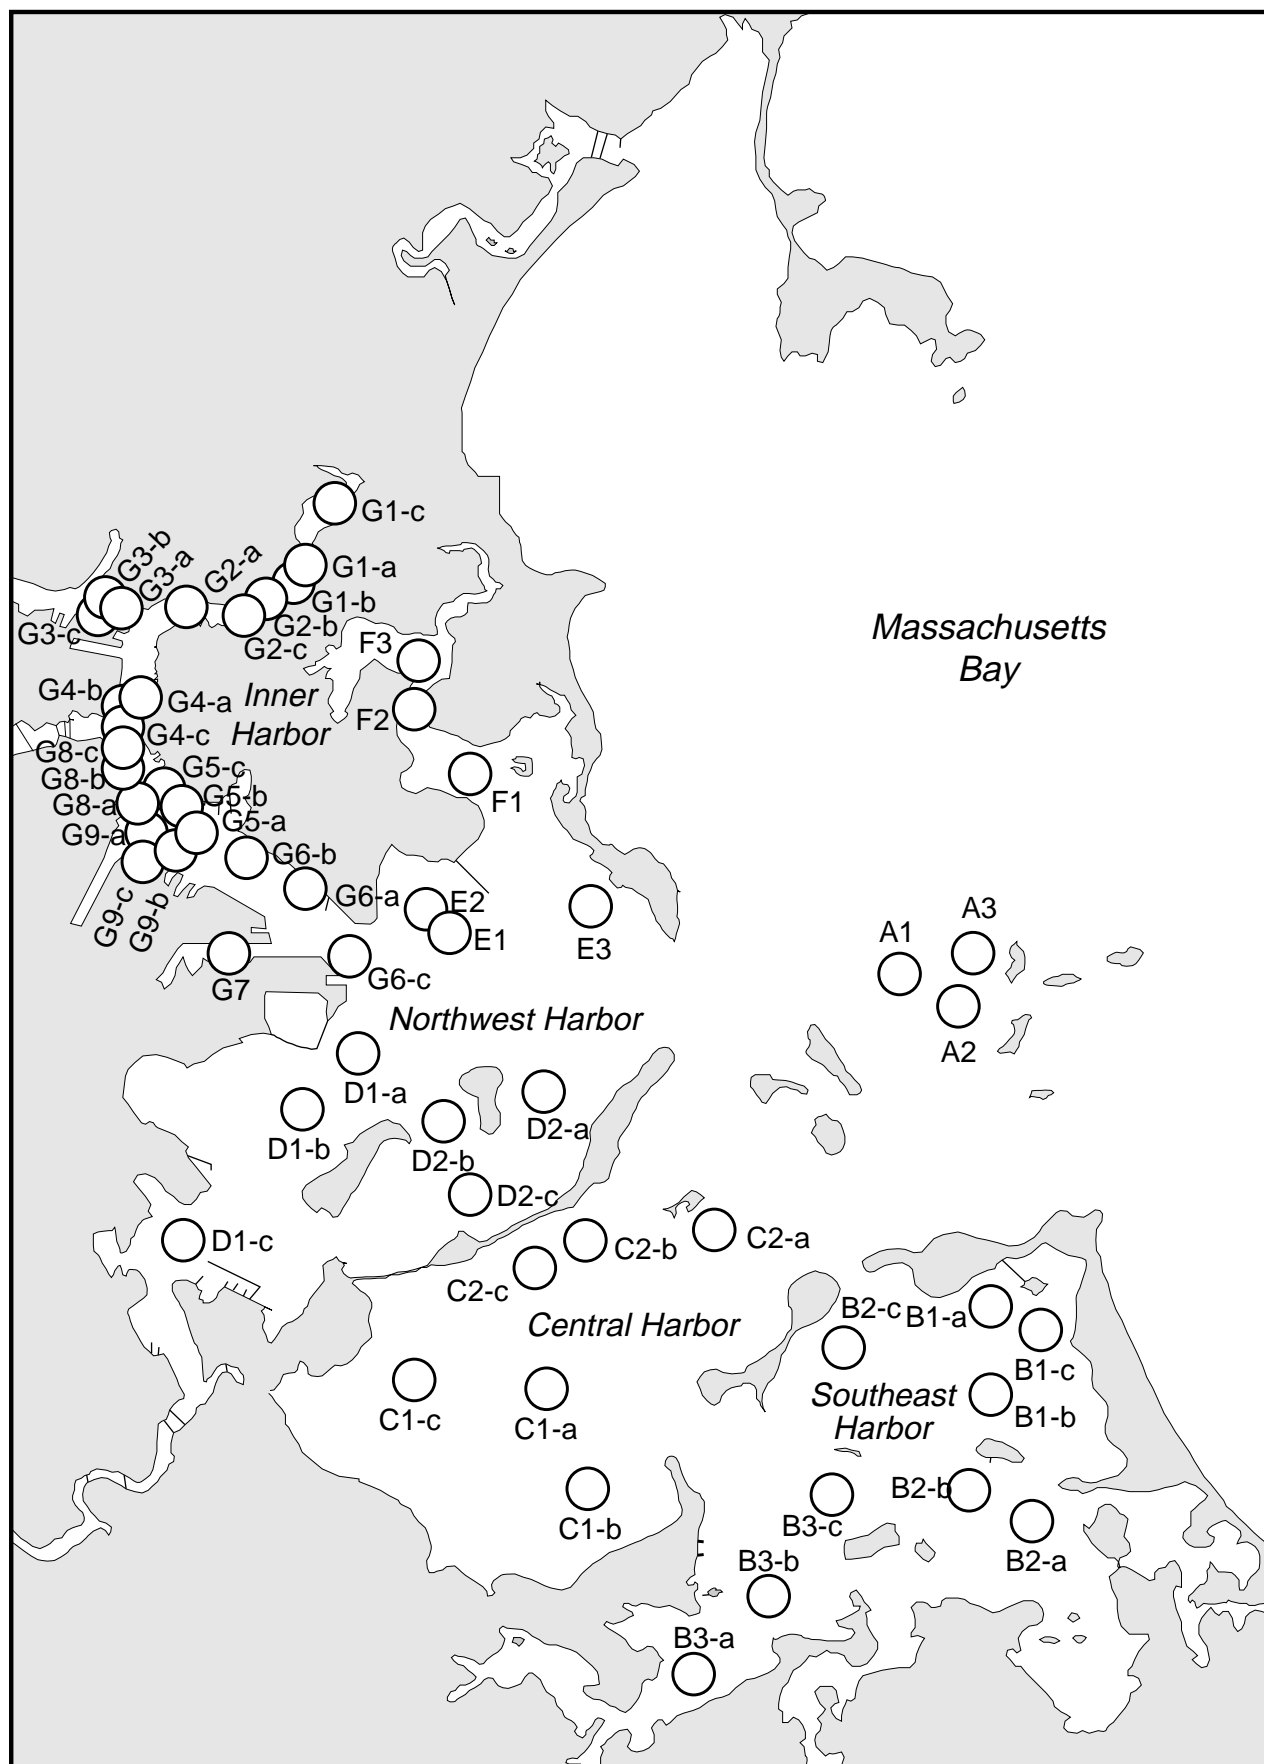 G1-c
G3-b
G3-a
G2-a
G1-a
G1-b
G2-b
G2-c
G3-c
Massachusetts
Bay
F3
G4-b
G4-a
Inner
Harbor
F2
G4-c
G8-c
G5-c
G8-b
G5-b
G8-a
F1
G5-a
G9-a
G6-b
G6-a
E2
E1
E3
A3
A1
G9-c
G9-b
G7
G6-c
Northwest Harbor
A2
D1-a
D2-a
D1-b
D2-b
D2-c
D1-c
C2-b
C2-a
C2-c
Central Harbor
B2-c
B1-a
B1-c
Southeast
Harbor
B1-b
C1-c
C1-a
B2-b
C1-b
B3-c
B2-a
B3-b
B3-a